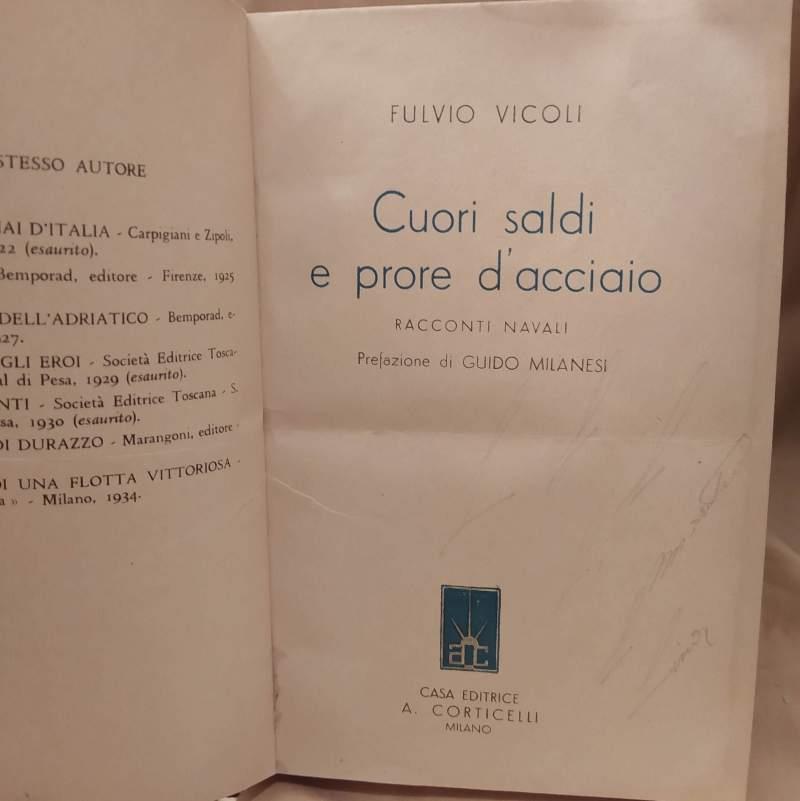 STESSO AUTORE
NAI D'ITALIA - Carpigiani e Zipoli,
22 (esaurito).
Bemporad, editore - Firenze, 1925
DELL'ADRIATICO - Bemporad, e-
27.
GLI EROI - Società Editrice Tosca-
al di Pesa, 1929 (esaurito).
NTI - Società Editrice Toscana - S.
sa, 1930 (esaurito).
DI DURAZZO - Marangoni, editore -
DI UNA FLOTTA VITTORIOSA -
a » - Milano, 1934.
FULVIO VICOLI
Cuori saldi
e prore d'acciaio
RACCONTI NAVALI
Prefazione di GUIDO MILANESI
ac
CASA EDITRICE
A. CORTICELLI
MILANO